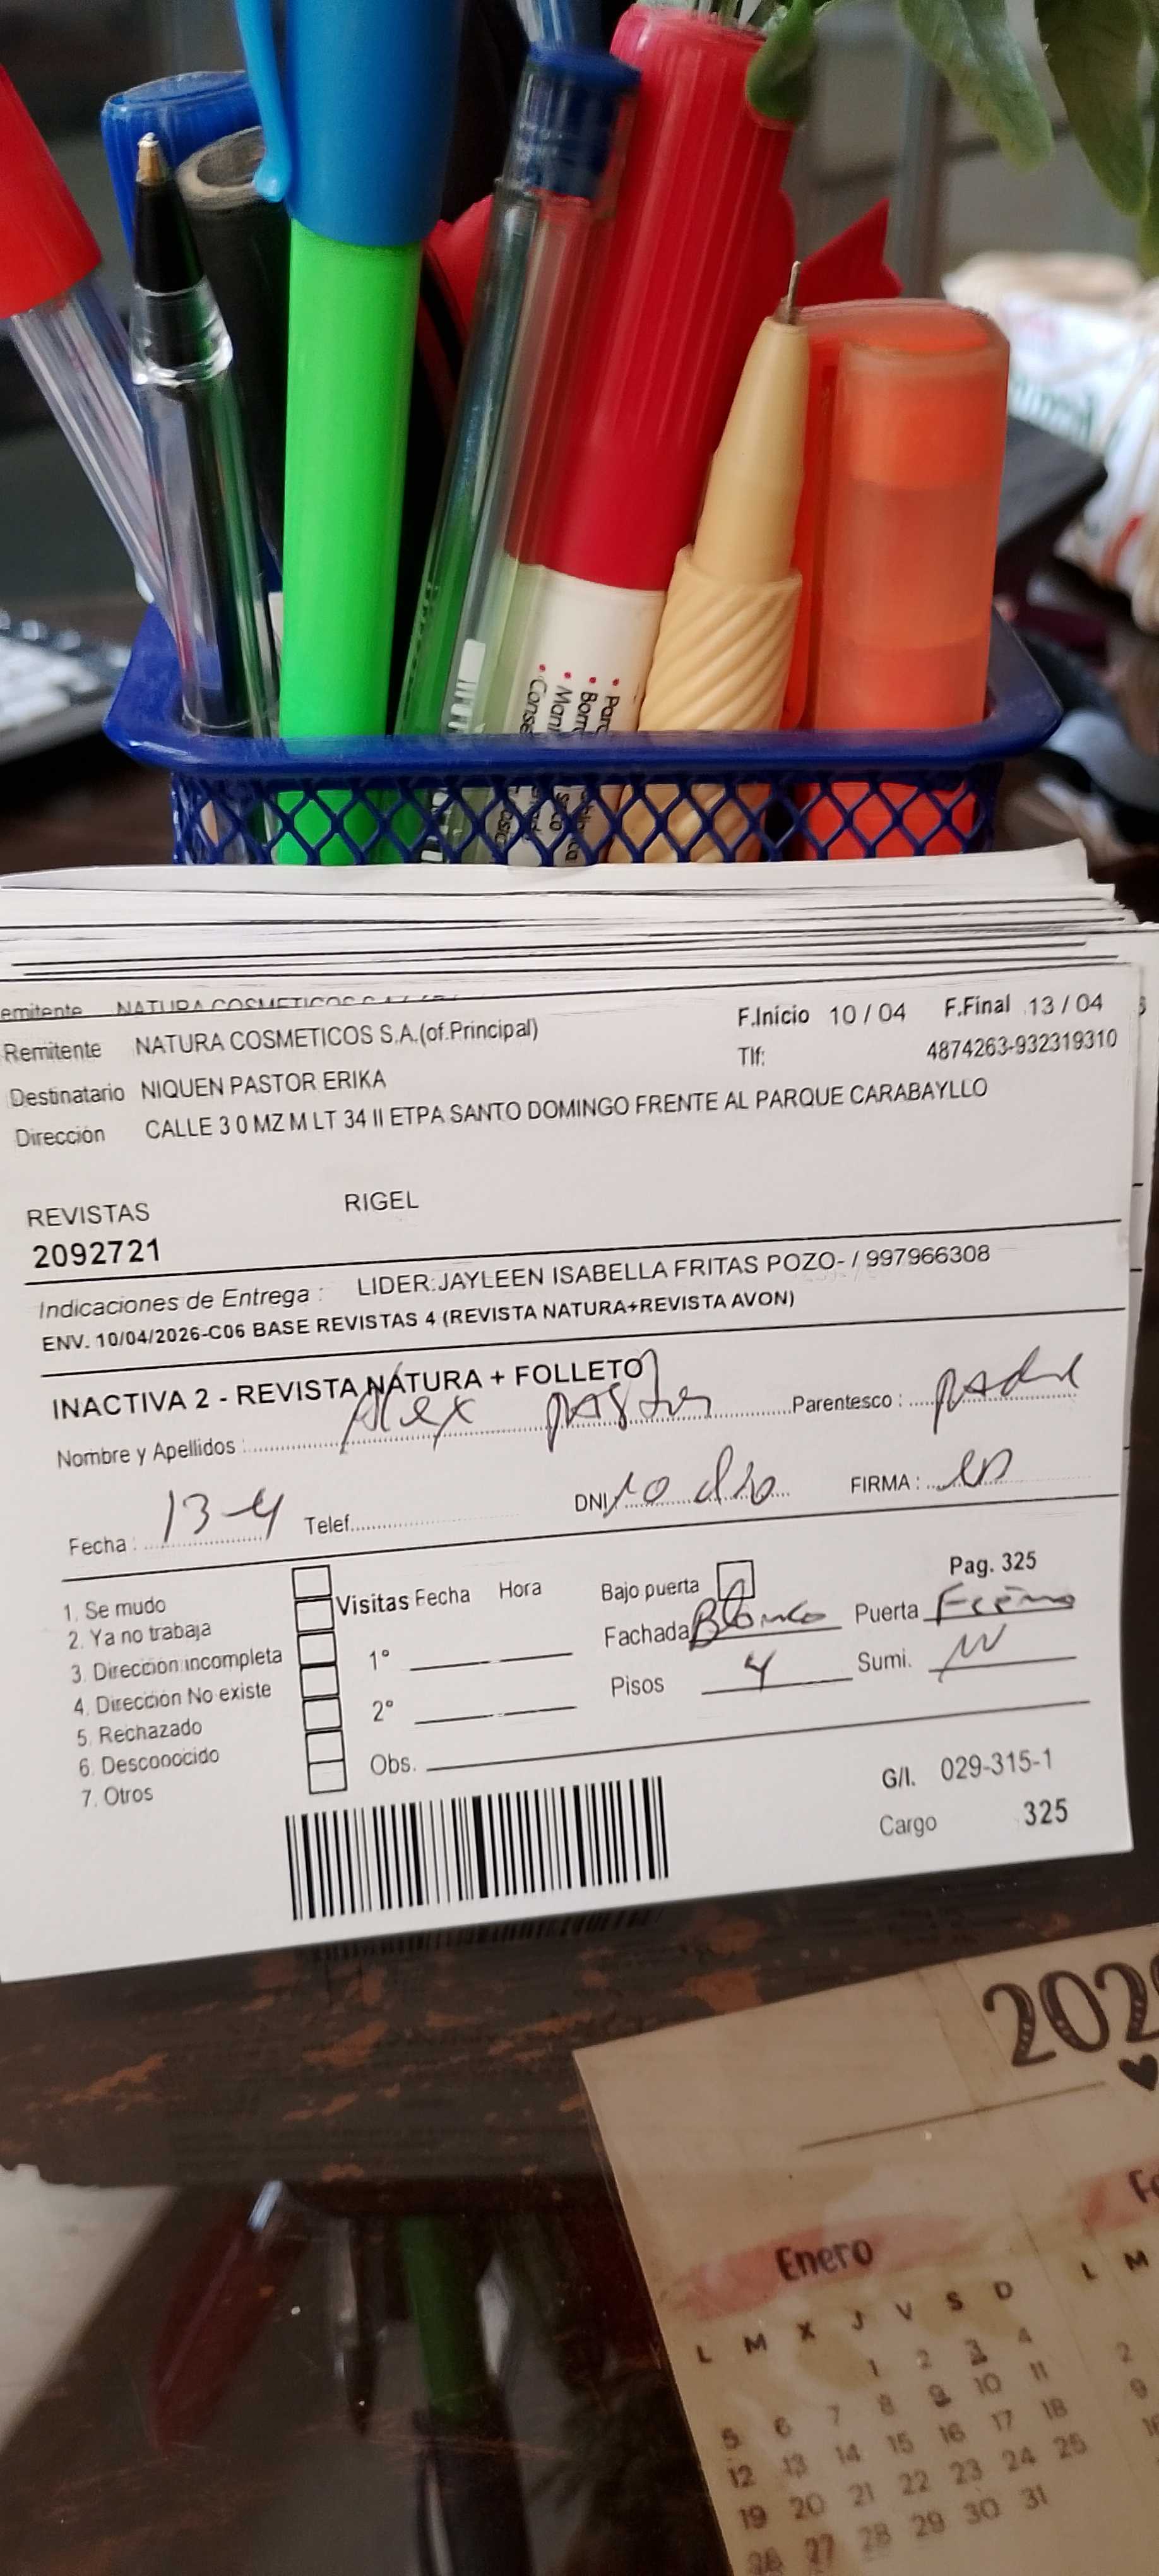 Remitente NATURA COSMETICOS S.A.(of.Principal) F.Inicio 10 / 04 F.Final 13 / 04
Destinatario NIQUEN PASTOR ERIKA Tlf: 4874263-932319310
Dirección CALLE 3 0 MZ M LT 34 II ETPA SANTO DOMINGO FRENTE AL PARQUE CARABAYLLO
REVISTAS RIGEL
2092721
Indicaciones de Entrega : LIDER:JAYLEEN ISABELLA FRITAS POZO- / 997966308
ENV. 10/04/2026-C06 BASE REVISTAS 4 (REVISTA NATURA+REVISTA AVON)
INACTIVA 2 - REVISTA NATURA + FOLLETO
Nombre y Apellidos : Alex pastor Parentesco : padre
Fecha : 13-4 Telef. DNI no dio FIRMA :
Pag. 325
1. Se mudo
2. Ya no trabaja
3. Dirección incompleta
4. Dirección No existe
5. Rechazado
6. Desconocido
7. Otros
Visitas Fecha Hora
1°
2°
Obs.
Bajo puerta
Fachada Blanco Puerta
Pisos 4 Sumi.
G/I. 029-315-1
Cargo 325
Enero
L M X J V S D
1 2 3 4
5 6 7 8 9 10 11
12 13 14 15 16 17 18
19 20 21 22 23 24 25
26 27 28 29 30 31
L M
2
9